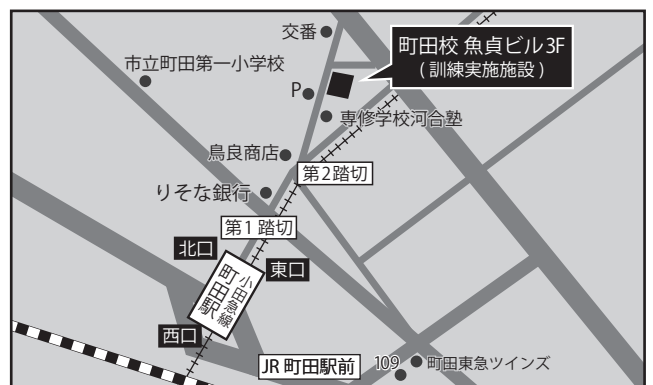 交番
町田校 魚貞ビル3F
(訓練実施施設)
市立町田第一小学校
P
専修学校河合塾
鳥良商店
第2踏切
りそな銀行
第1踏切
北口
東口
小田急線
町田駅
西口
JR 町田駅前
109
町田東急ツインズ